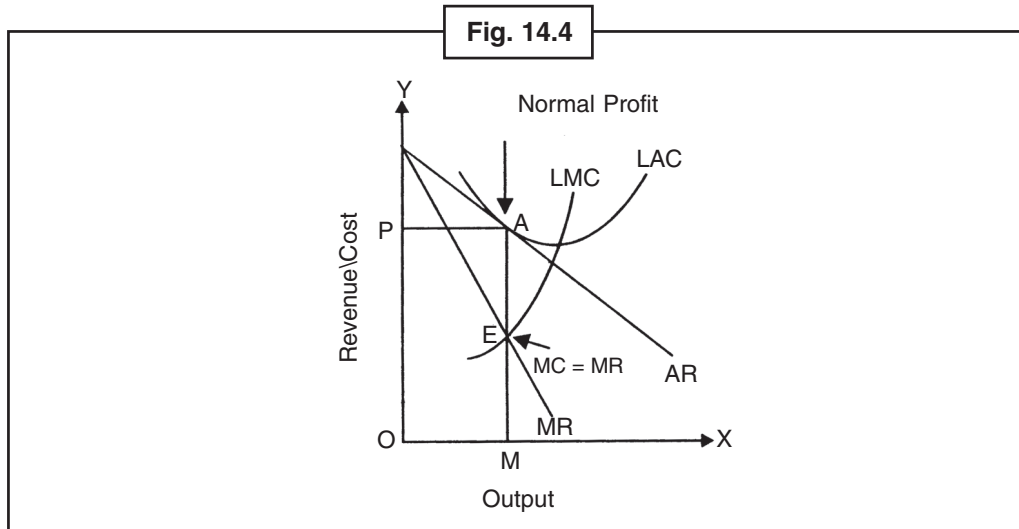 Fig. 14.4
Y
Normal Profit
LAC
LMC
P
A
Revenue\Cost
E
MC = MR
AR
MR
O
X
M
Output